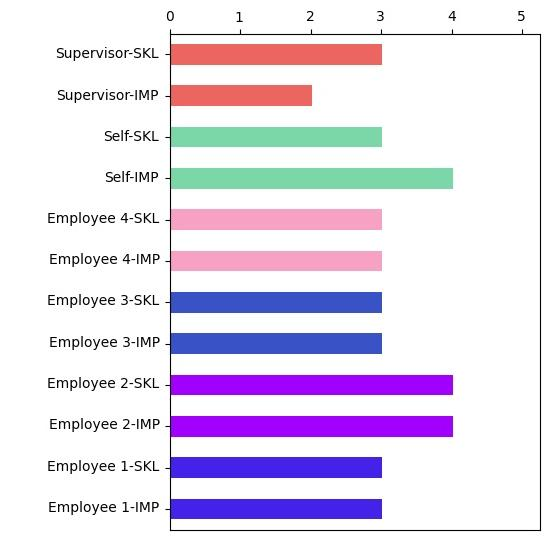 0 1 2 3 4 5
Supervisor-SKL
Supervisor-IMP
Self-SKL
Self-IMP
Employee 4-SKL
Employee 4-IMP
Employee 3-SKL
Employee 3-IMP
Employee 2-SKL
Employee 2-IMP
Employee 1-SKL
Employee 1-IMP